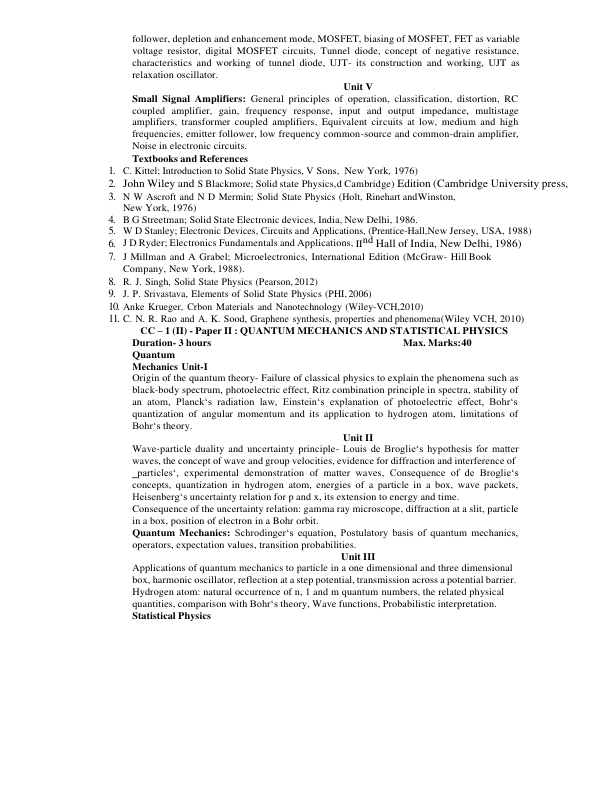 follower, depletion and enhancement mode, MOSFET, biasing of MOSFET, FET as variable
voltage resistor, digital MOSFET circuits, Tunnel diode, concept of negative resistance,
characteristics and working of tunnel diode, UJT- its construction and working, UJT as
relaxation oscillator.
Unit V
Small Signal Amplifiers: General principles of operation, classification, distortion, RC
coupled amplifier, gain, frequency response, input and output impedance, multistage
amplifiers, transformer coupled amplifiers, Equivalent circuits at low, medium and high
frequencies, emitter follower, low frequency common-source and common-drain amplifier,
Noise in electronic circuits.
Textbooks and References
1. C. Kittel; Introduction to Solid State Physics, V Sons, New York, 1976)
2. John Wiley and S Blackmore; Solid state Physics,d Cambridge) Edition (Cambridge University press,
3. N W Ascroft and N D Mermin; Solid State Physics (Holt, Rinehart andWinston,
New York, 1976)
4. B G Streetman; Solid State Electronic devices, India, New Delhi, 1986.
5. W D Stanley; Electronic Devices, Circuits and Applications, (Prentice-Hall,New Jersey, USA, 1988)
6. J D Ryder; Electronics Fundamentals and Applications, IInd Hall of India, New Delhi, 1986)
7. J Millman and A Grabel; Microelectronics, International Edition (McGraw- Hill Book
Company, New York, 1988).
8. R. J. Singh, Solid State Physics (Pearson, 2012)
9. J. P. Srivastava, Elements of Solid State Physics (PHI, 2006)
10. Anke Krueger, Crbon Materials and Nanotechnology (Wiley-VCH,2010)
11. C. N. R. Rao and A. K. Sood, Graphene synthesis, properties and phenomena(Wiley VCH, 2010)
CC – 1 (II) - Paper II : QUANTUM MECHANICS AND STATISTICAL PHYSICS
Duration- 3 hours Max. Marks:40
Quantum
Mechanics Unit-I
Origin of the quantum theory- Failure of classical physics to explain the phenomena such as
black-body spectrum, photoelectric effect, Ritz combination principle in spectra, stability of
an atom, Planck‘s radiation law, Einstein‘s explanation of photoelectric effect, Bohr‘s
quantization of angular momentum and its application to hydrogen atom, limitations of
Bohr‘s theory.
Unit II
Wave-particle duality and uncertainty principle- Louis de Broglie‘s hypothesis for matter
waves, the concept of wave and group velocities, evidence for diffraction and interference of
_particles‘, experimental demonstration of matter waves, Consequence of de Broglie‘s
concepts, quantization in hydrogen atom, energies of a particle in a box, wave packets,
Heisenberg‘s uncertainty relation for p and x, its extension to energy and time.
Consequence of the uncertainty relation: gamma ray microscope, diffraction at a slit, particle
in a box, position of electron in a Bohr orbit.
Quantum Mechanics: Schrodinger‘s equation, Postulatory basis of quantum mechanics,
operators, expectation values, transition probabilities.
Unit III
Applications of quantum mechanics to particle in a one dimensional and three dimensional
box, harmonic oscillator, reflection at a step potential, transmission across a potential barrier.
Hydrogen atom: natural occurrence of n, 1 and m quantum numbers, the related physical
quantities, comparison with Bohr‘s theory, Wave functions, Probabilistic interpretation.
Statistical Physics